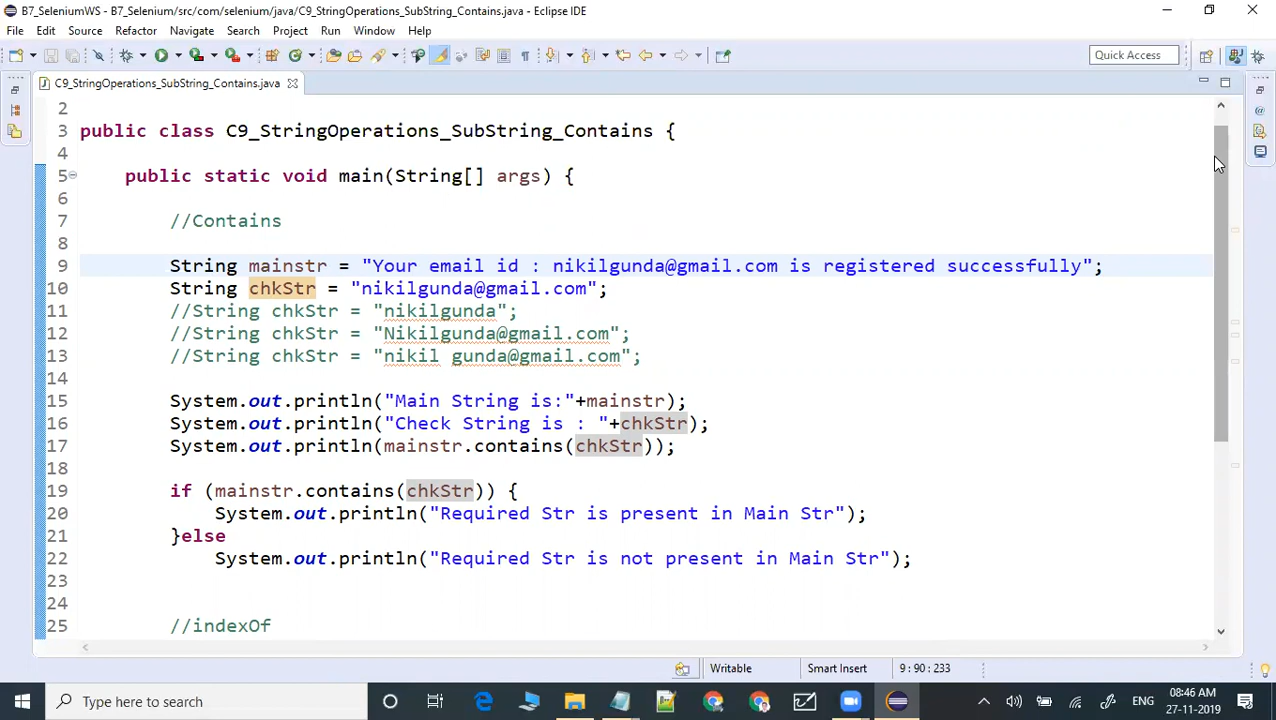 B7_SeleniumWS - B7_Selenium/src/com/selenium/java/C9_StringOperations_SubString_Contains.java - Eclipse IDE
File Edit Source Refactor Navigate Search Project Run Window Help
Quick Access
C9_StringOperations_SubString_Contains.java
2
3 public class C9_StringOperations_SubString_Contains {
4
5 public static void main(String[] args) {
6
7 //Contains
8
9 String mainstr = "Your email id : nikilgunda@gmail.com is registered successfully";
10 String chkStr = "nikilgunda@gmail.com";
11 //String chkStr = "nikilgunda";
12 //String chkStr = "Nikilgunda@gmail.com";
13 //String chkStr = "nikil gunda@gmail.com";
14
15 System.out.println("Main String is:"+mainstr);
16 System.out.println("Check String is : "+chkStr);
17 System.out.println(mainstr.contains(chkStr));
18
19 if (mainstr.contains(chkStr)) {
20 System.out.println("Required Str is present in Main Str");
21 }else
22 System.out.println("Required Str is not present in Main Str");
23
24
25 //indexOf
Writable Smart Insert 9 : 90 : 233
Type here to search
ENG
08:46 AM
27-11-2019